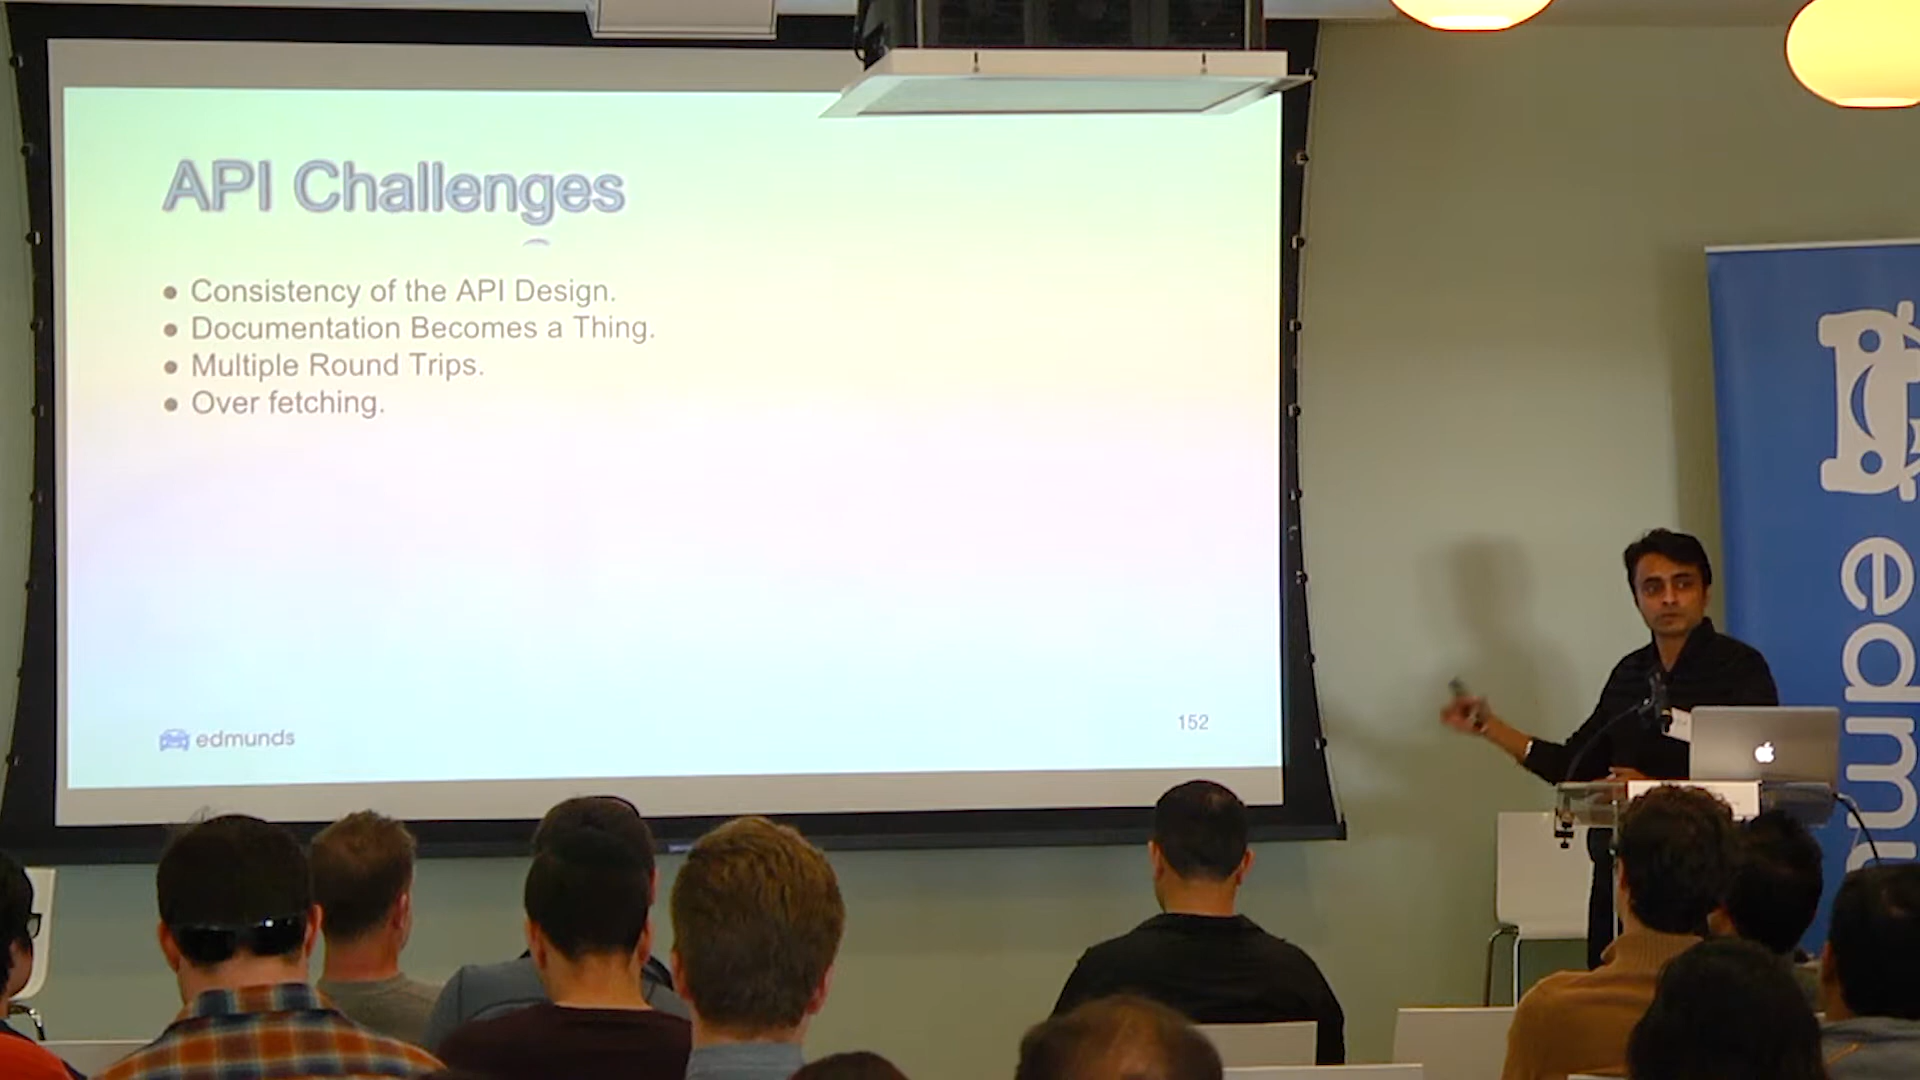 API Challenges
● Consistency of the API Design.
● Documentation Becomes a Thing.
● Multiple Round Trips.
● Over fetching.
edmunds
152
edmu